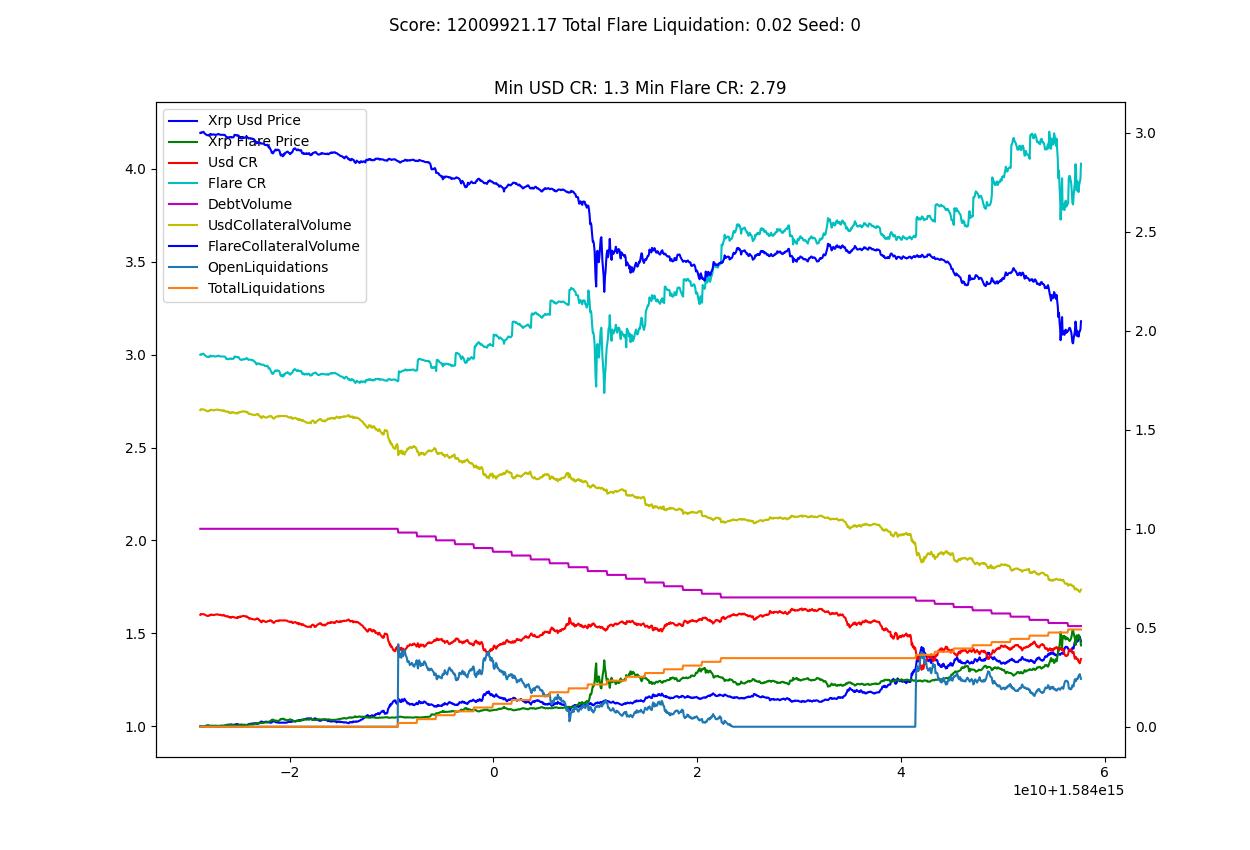 Score: 12009921.17 Total Flare Liquidation: 0.02 Seed: 0
Min USD CR: 1.3 Min Flare CR: 2.79
Xrp Usd Price
Xrp Flare Price
Usd CR
Flare CR
DebtVolume
UsdCollateralVolume
FlareCollateralVolume
OpenLiquidations
TotalLiquidations
4.0
3.5
3.0
2.5
2.0
1.5
1.0
3.0
2.5
2.0
1.5
1.0
0.5
0.0
−2 0 2 4 6
1e10+1.584e15